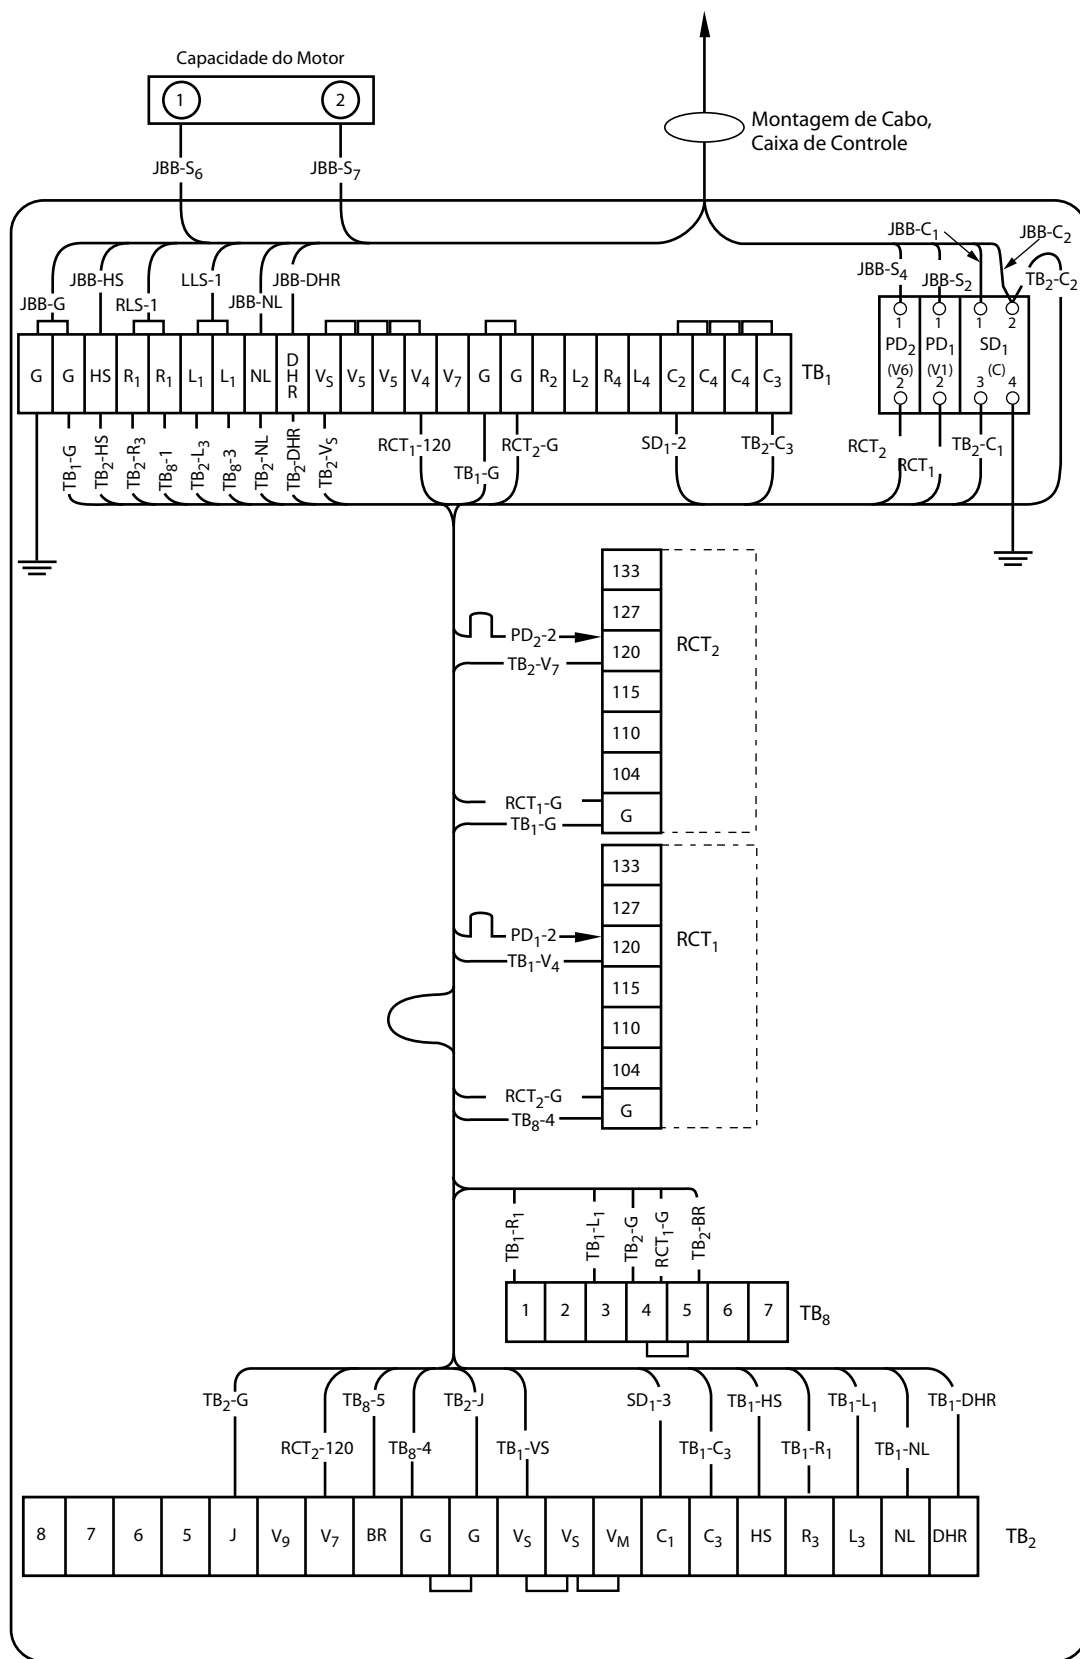 Capacidade do Motor
1 2
Montagem de Cabo,
Caixa de Controle
JBB-S6 JBB-S7
JBB-C1 JBB-C2
JBB-HS LLS-1 JBB-DHR JBB-S4 JBB-S2 TB2-C2
JBB-G RLS-1 JBB-NL
1 1 1 2
G G HS R1 R1 L1 L1 NL DHR VS V5 V5 V4 V7 G G R2 L2 R4 L4 C2 C4 C4 C3 TB1
PD2 PD1 SD1
(V6) (V1) (C)
2 2 3 4
TB1-G TB2-HS TB2-R3 TB8-1 TB2-L3 TB8-3 TB2-NL TB2-DHR TB2-VS RCT1-120 TB1-G RCT2-G SD1-2 TB2-C3 RCT2 RCT1 TB2-C1
133
127
PD2-2 120 RCT2
TB2-V7
115
110
104
RCT1-G G
TB1-G
133
127
PD1-2 120 RCT1
TB1-V4
115
110
104
RCT2-G G
TB8-4
TB1-R1 TB1-L1 TB2-G RCT1-G TB2-BR
1 2 3 4 5 6 7 TB8
TB2-G TB8-5 TB2-J SD1-3 TB1-HS TB1-L1 TB1-DHR
RCT2-120 TB8-4 TB1-VS TB1-C3 TB1-R1 TB1-NL
8 7 6 5 J V9 V7 BR G G VS VS VM C1 C3 HS R3 L3 NL DHR TB2